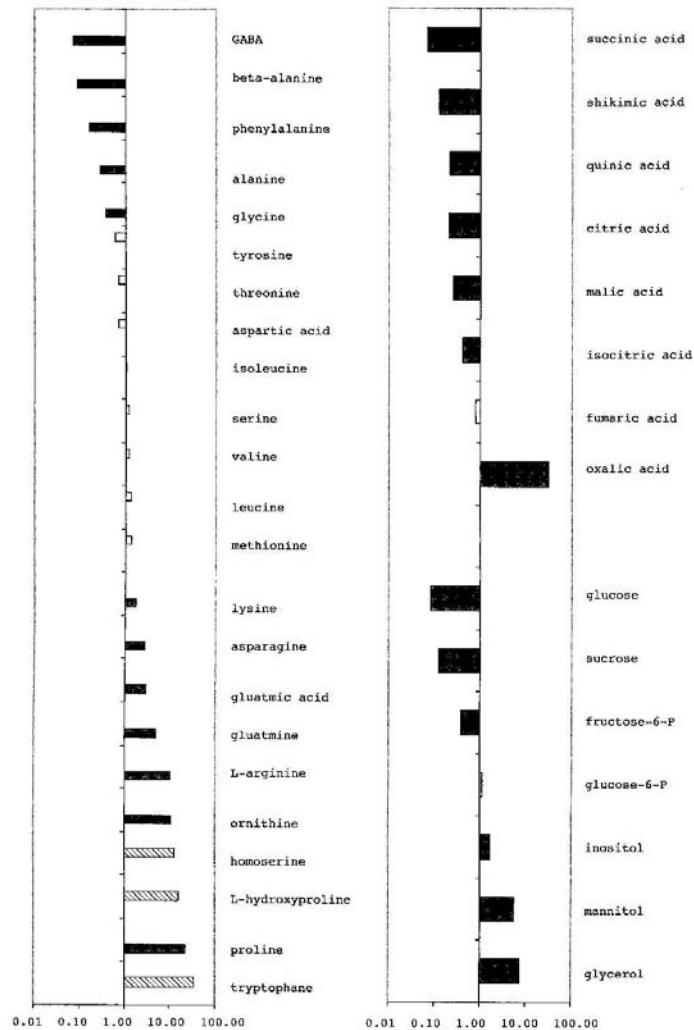 GABA
beta-alanine
phenylalanine
alanine
glycine
tyrosine
threonine
aspartic acid
isoleucine
serine
valine
leucine
methionine
lysine
asparagine
gluatmic acid
gluatmine
L-arginine
ornithine
homoserine
L-hydroxyproline
proline
tryptophane
0.01 0.10 1.00 10.00 100.00
succinic acid
shikimic acid
quinic acid
citric acid
malic acid
isocitric acid
fumaric acid
oxalic acid
glucose
sucrose
fructose-6-P
glucose-6-P
inositol
mannitol
glycerol
0.01 0.10 1.00 10.00 100.00